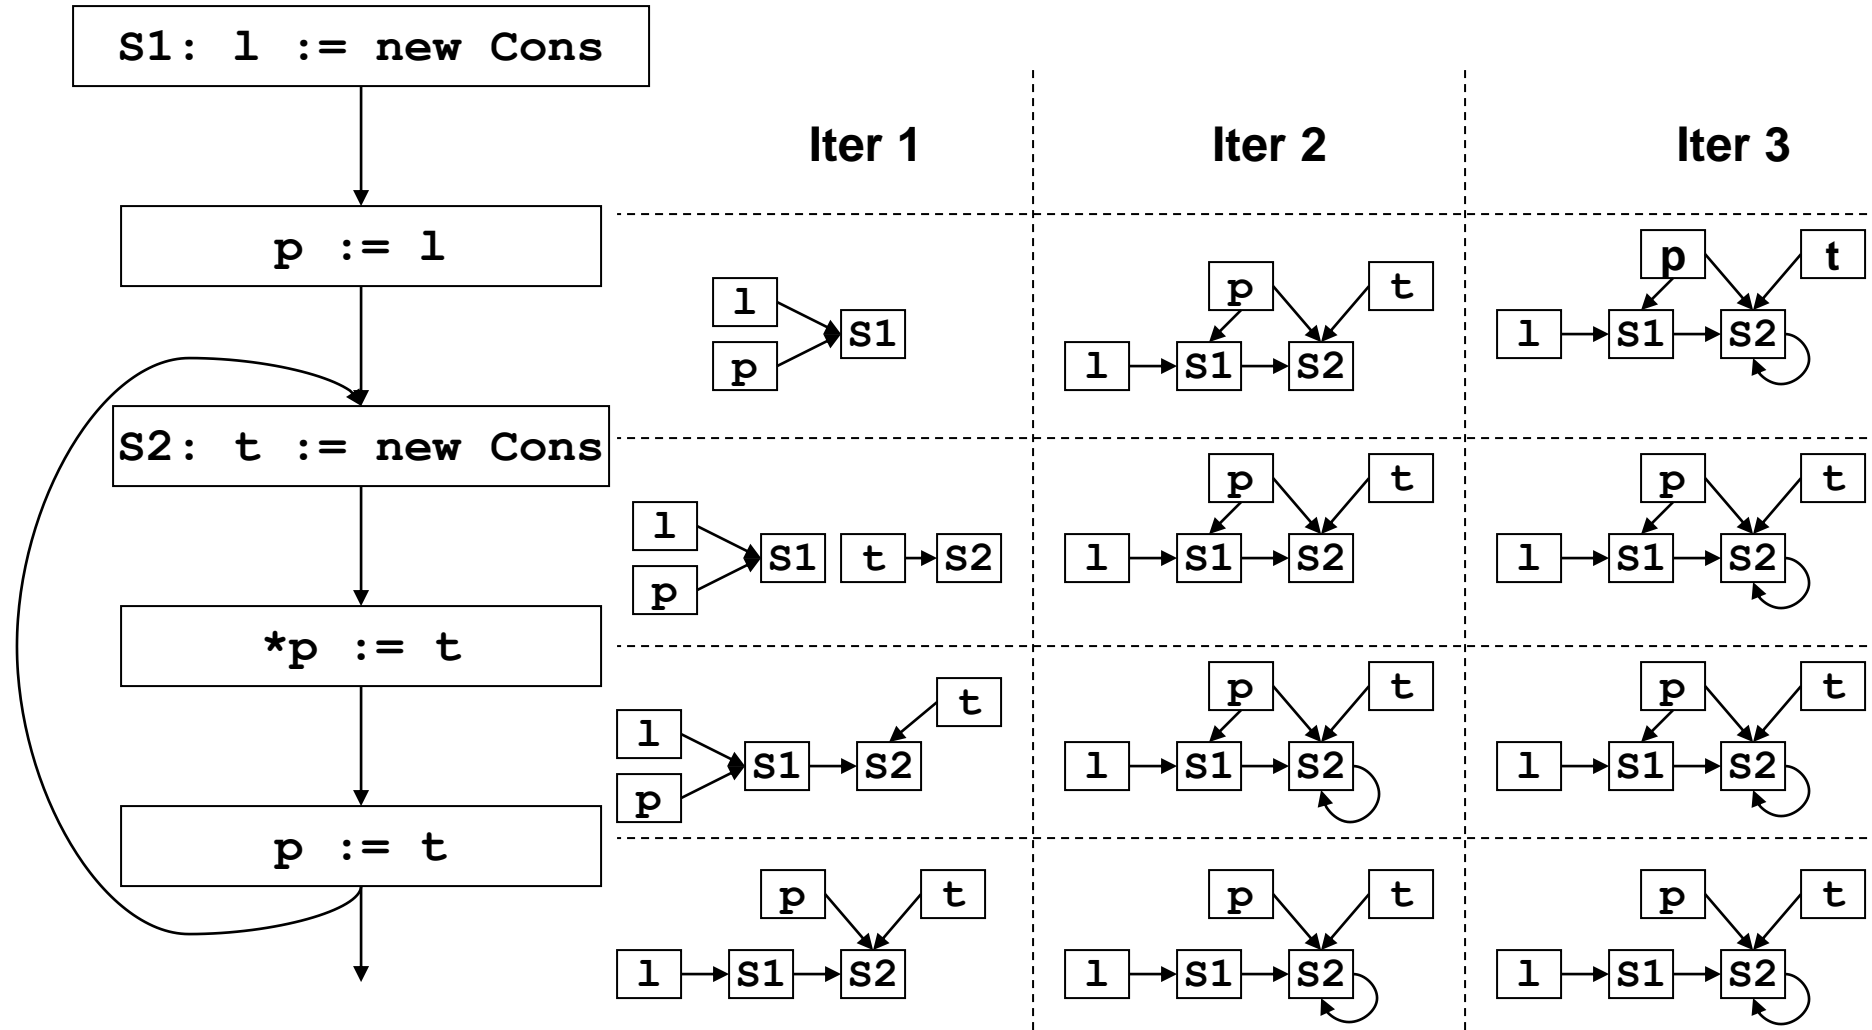 S1: l := new Cons
Iter 1 Iter 2 Iter 3
p := l
l p S1
p t l S1 S2
p t l S1 S2
S2: t := new Cons
l p S1 t S2
p t l S1 S2
p t l S1 S2
*p := t
t l p S1 S2
p t l S1 S2
p t l S1 S2
p := t
p t l S1 S2
p t l S1 S2
p t l S1 S2